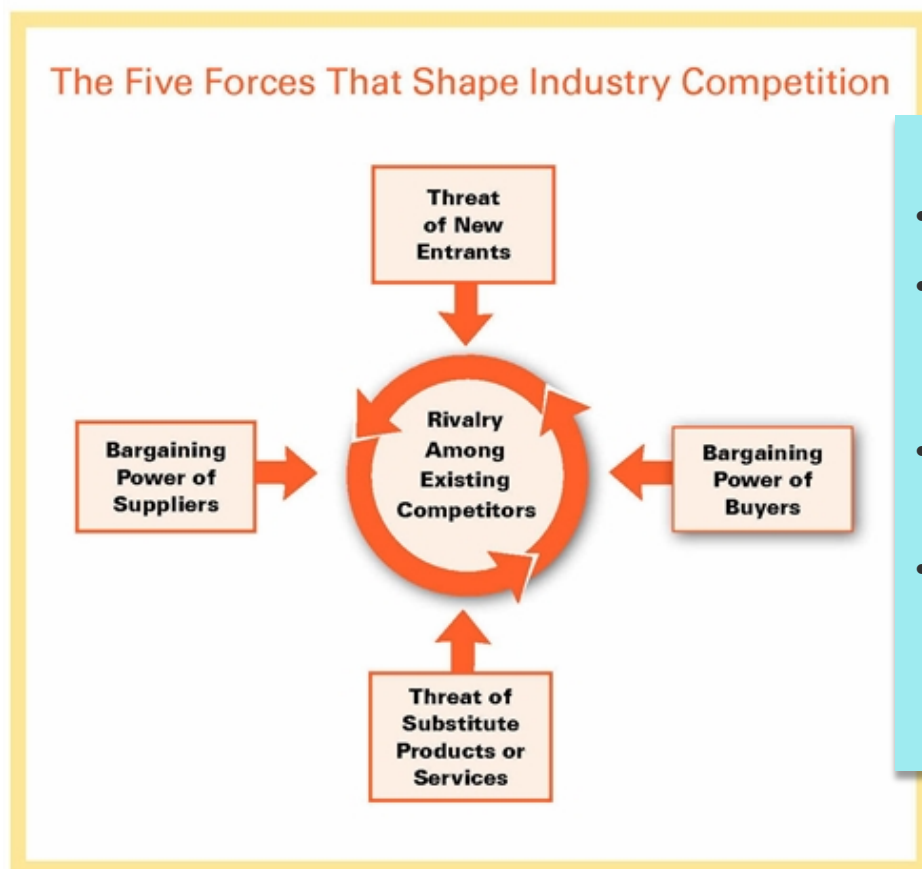 The Five Forces That Shape Industry Competition
Threat
of New
Entrants
Rivalry
Among
Existing
Competitors
Bargaining
Power of
Suppliers
Bargaining
Power of
Buyers
Threat of
Substitute
Products or
Services